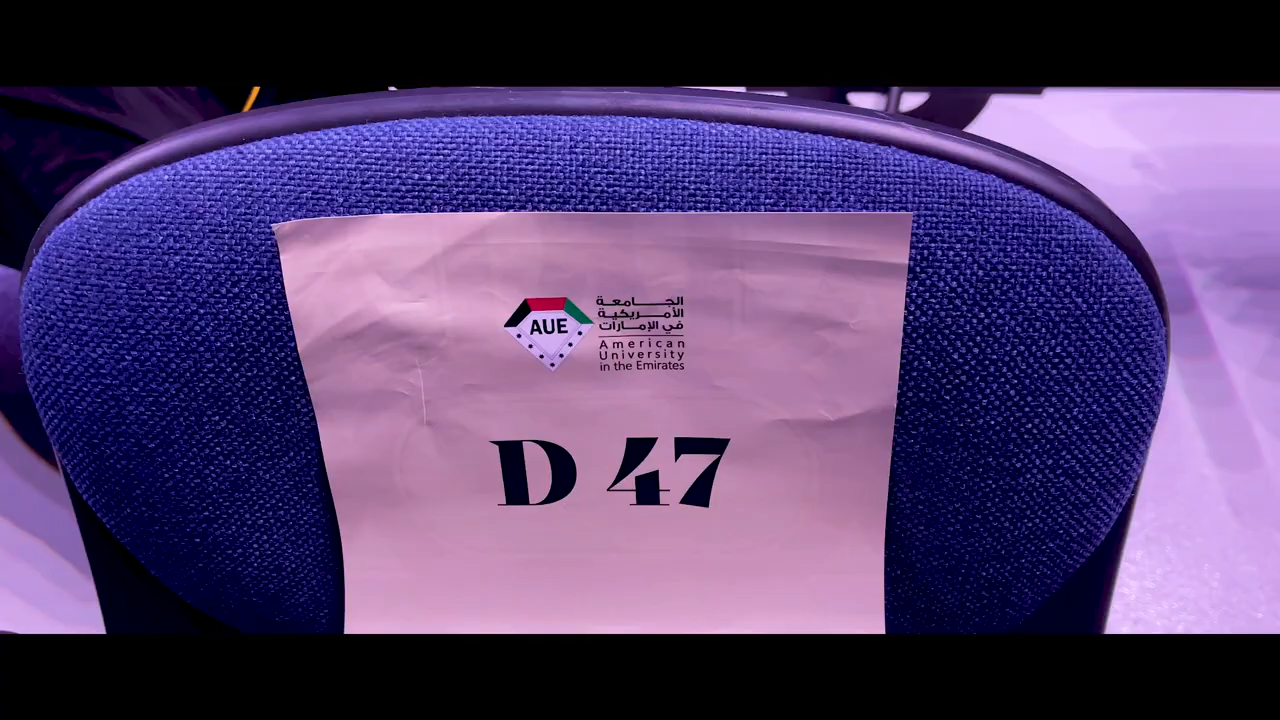 AUE
الجامعة
الأمريكية
في الإمارات
American
University
in the Emirates
D 47